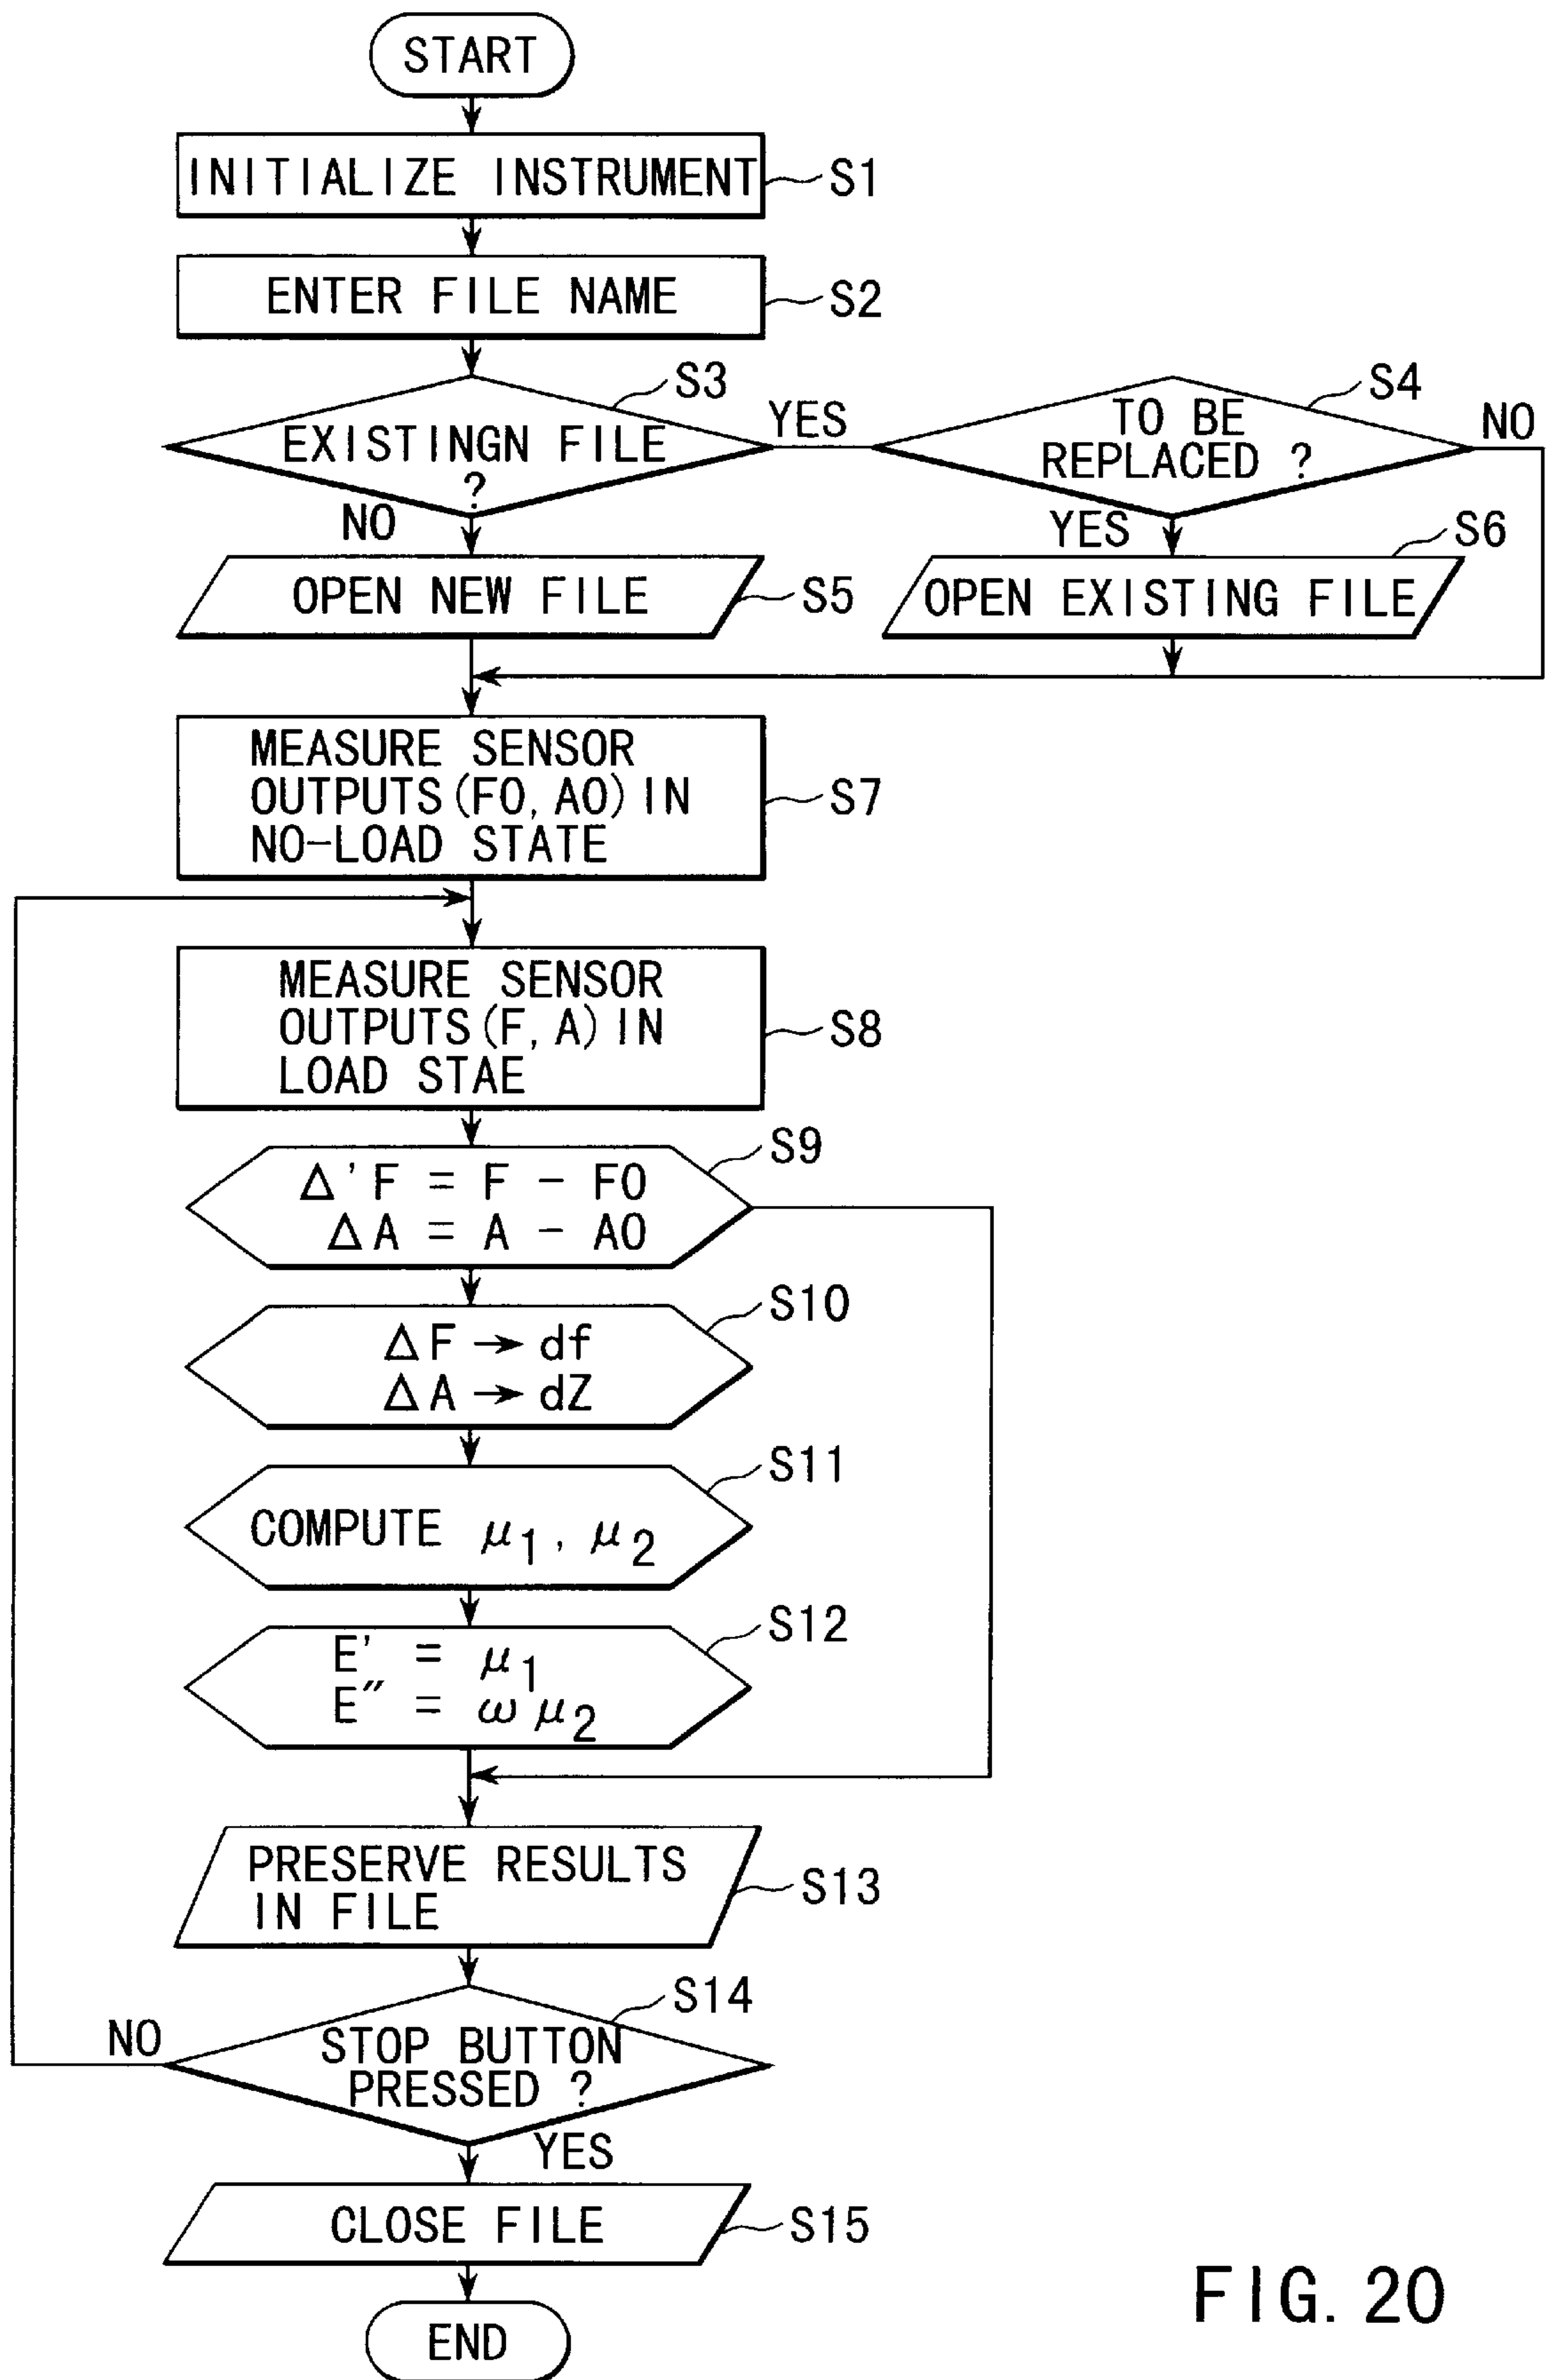 START
INITIALIZE INSTRUMENT
S1
ENTER FILE NAME
S2
S3
EXISTINGN FILE
?
YES
NO
S4
TO BE
REPLACED ?
NO
YES
OPEN NEW FILE
S5
S6
OPEN EXISTING FILE
MEASURE SENSOR
OUTPUTS(F0, A0) IN
NO-LOAD STATE
S7
MEASURE SENSOR
OUTPUTS(F, A) IN
LOAD STAE
S8
S9
Δ'F = F - F0
ΔA = A - A0
S10
ΔF → df
ΔA → dZ
S11
COMPUTE μ1, μ2
S12
E' = μ1
E" = ωμ2
PRESERVE RESULTS
IN FILE
S13
S14
STOP BUTTON
PRESSED ?
NO
YES
CLOSE FILE
S15
END
FIG. 20